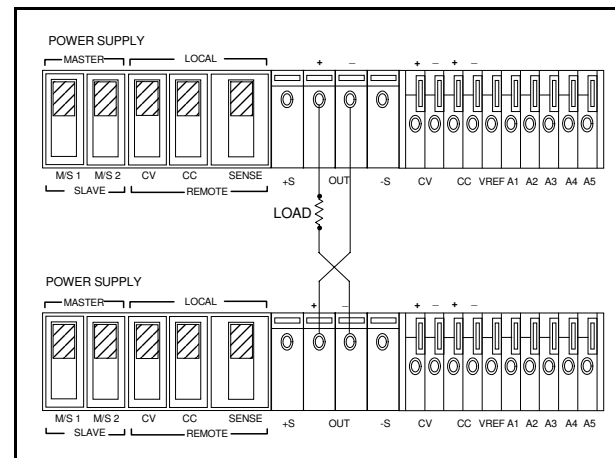 POWER SUPPLY
MASTER LOCAL
+ − + − + −
M/S 1 M/S 2 CV CC SENSE +S OUT -S CV CC VREF A1 A2 A3 A4 A5
SLAVE REMOTE
LOAD
POWER SUPPLY
MASTER LOCAL
+ − + − + −
M/S 1 M/S 2 CV CC SENSE +S OUT -S CV CC VREF A1 A2 A3 A4 A5
SLAVE REMOTE